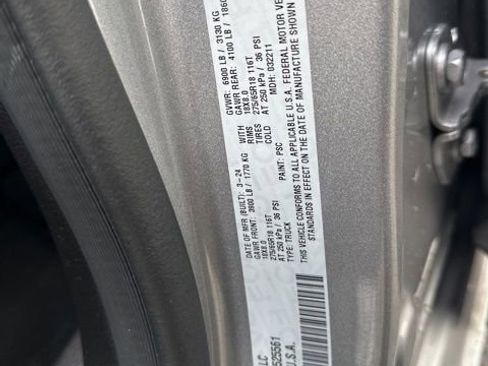 LC
525561
U.S.A.
DATE OF MFR (BUILT): 3-24 GVWR: 6900 LB / 3130 KG
GAWR FRONT: 3900 LB / 1770 KG WITH GAWR REAR: 4100 LB / 1860
18X8.0 RIMS 18X8.0
275/65R18 116T TIRES 275/65R18 116T
AT 250 kPa / 36 PSI COLD AT 250 kPa / 36 PSI
TYPE: TRUCK PAINT: PSC MDH: 032211
THIS VEHICLE CONFORMS TO ALL APPLICABLE U.S.A. FEDERAL MOTOR VE
STANDARDS IN EFFECT ON THE DATE OF MANUFACTURE SHOWN